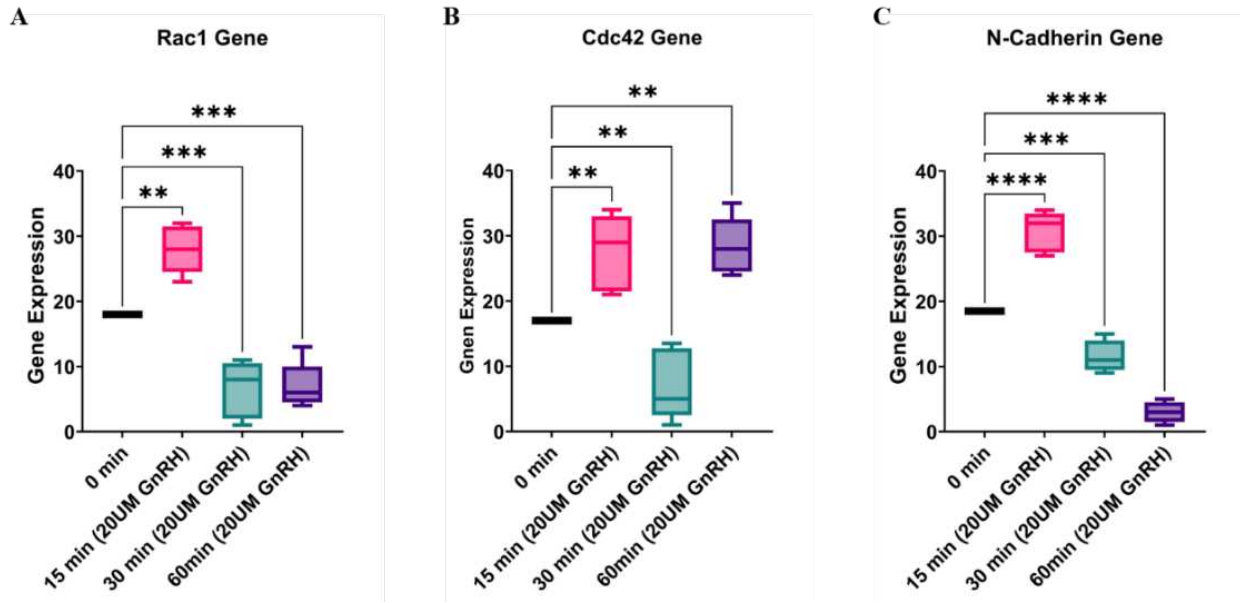 A
Rac1 Gene
***
***
**
40
30
20
10
0
Gene Expression
0 min
15 min (20UM GnRH)
30 min (20UM GnRH)
60min (20UM GnRH)
B
Cdc42 Gene
**
**
**
40
30
20
10
0
Gnen Expression
0 min
15 min (20UM GnRH)
30 min (20UM GnRH)
60min (20UM GnRH)
C
N-Cadherin Gene
****
***
****
40
30
20
10
0
Gene Expression
0 min
15 min (20UM GnRH)
30 min (20UM GnRH)
60min (20UM GnRH)